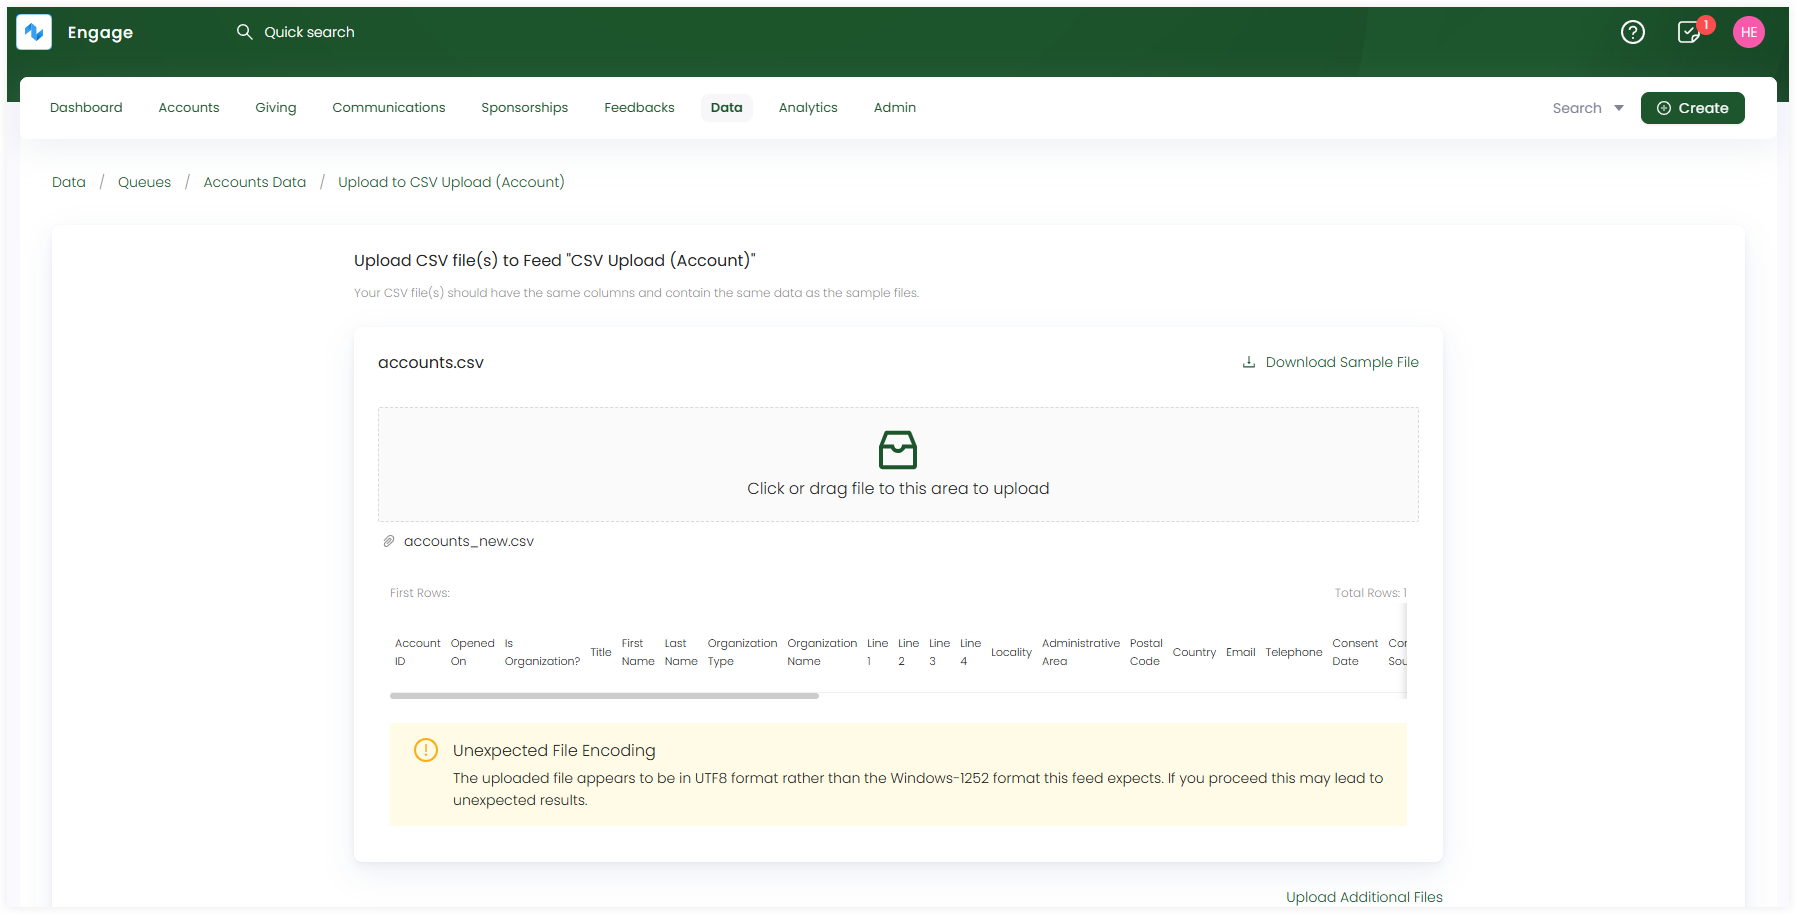 Engage
Quick search
1
HE
Dashboard Accounts Giving Communications Sponsorships Feedbacks Data Analytics Admin
Search
Create
Data / Queues / Accounts Data / Upload to CSV Upload (Account)
Upload CSV file(s) to Feed "CSV Upload (Account)"
Your CSV file(s) should have the same columns and contain the same data as the sample files.
accounts.csv
Download Sample File
Click or drag file to this area to upload
accounts_new.csv
First Rows:
Total Rows: 1
Account ID Opened On Is Organization? Title First Name Last Name Organization Type Organization Name Line 1 Line 2 Line 3 Line 4 Locality Administrative Area Postal Code Country Email Telephone Consent Date
Unexpected File Encoding
The uploaded file appears to be in UTF8 format rather than the Windows-1252 format this feed expects. If you proceed this may lead to
unexpected results.
Upload Additional Files